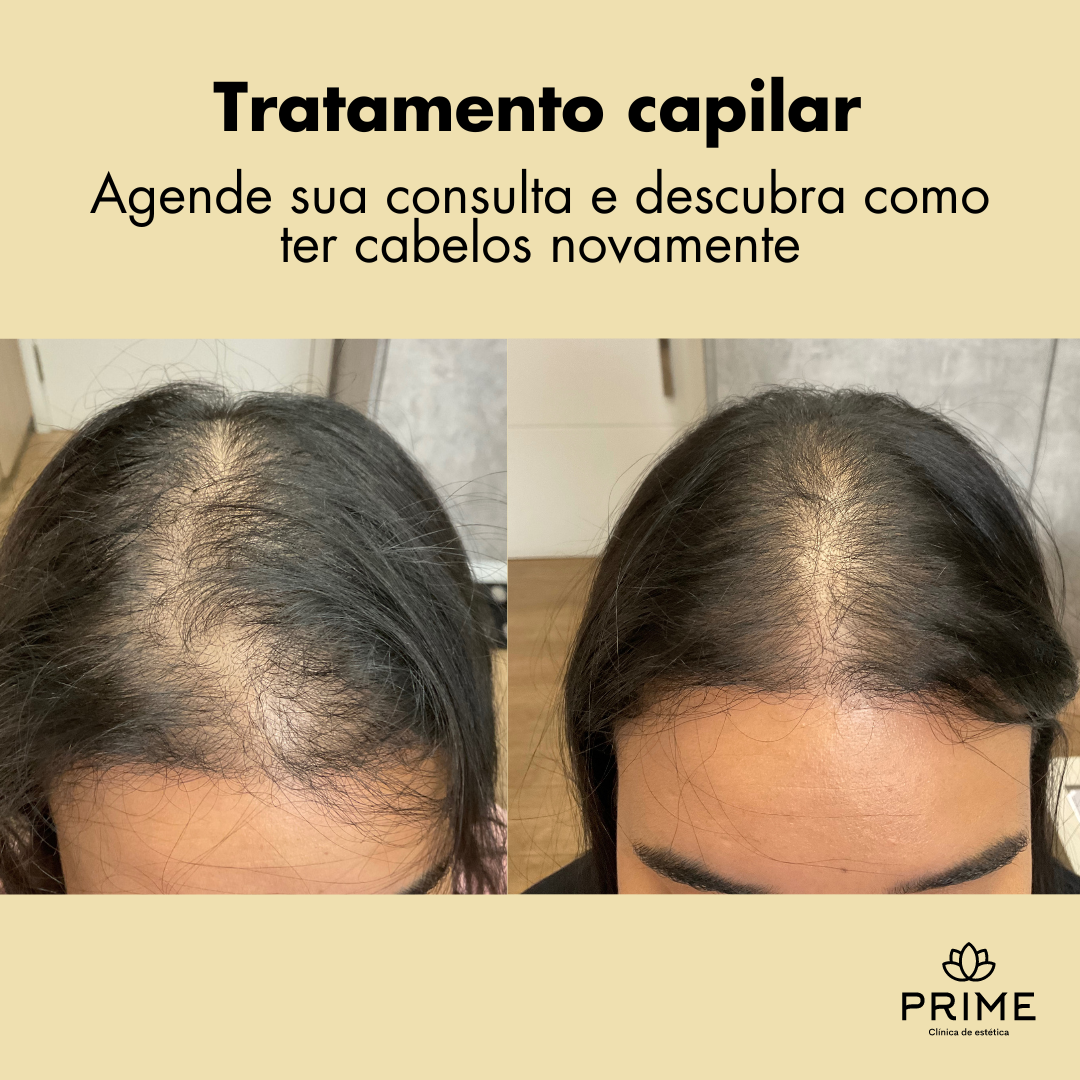 Tratamento capilar
Agende sua consulta e descubra como
ter cabelos novamente
PRIME
Clínica de estética